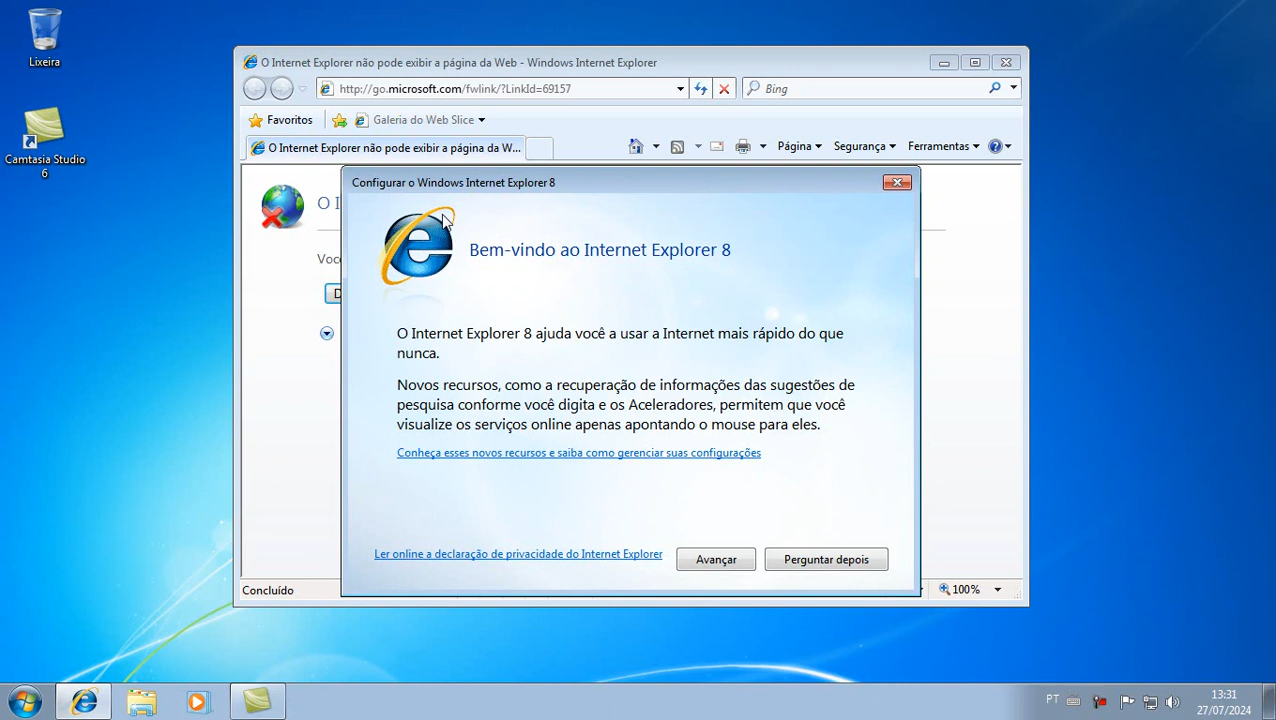 Lixeira
Camtasia Studio
6
O Internet Explorer não pode exibir a página da Web - Windows Internet Explorer
http://go.microsoft.com/fwlink/?LinkId=69157
Bing
Favoritos
Galeria do Web Slice
O Internet Explorer não pode exibir a página da W...
Página
Segurança
Ferramentas
O I
Voc
D
Configurar o Windows Internet Explorer 8
Bem-vindo ao Internet Explorer 8
O Internet Explorer 8 ajuda você a usar a Internet mais rápido do que
nunca.
Novos recursos, como a recuperação de informações das sugestões de
pesquisa conforme você digita e os Aceleradores, permitem que você
visualize os serviços online apenas apontando o mouse para eles.
Conheça esses novos recursos e saiba como gerenciar suas configurações
Ler online a declaração de privacidade do Internet Explorer
Avançar
Perguntar depois
Concluído
100%
PT
13:31
27/07/2024